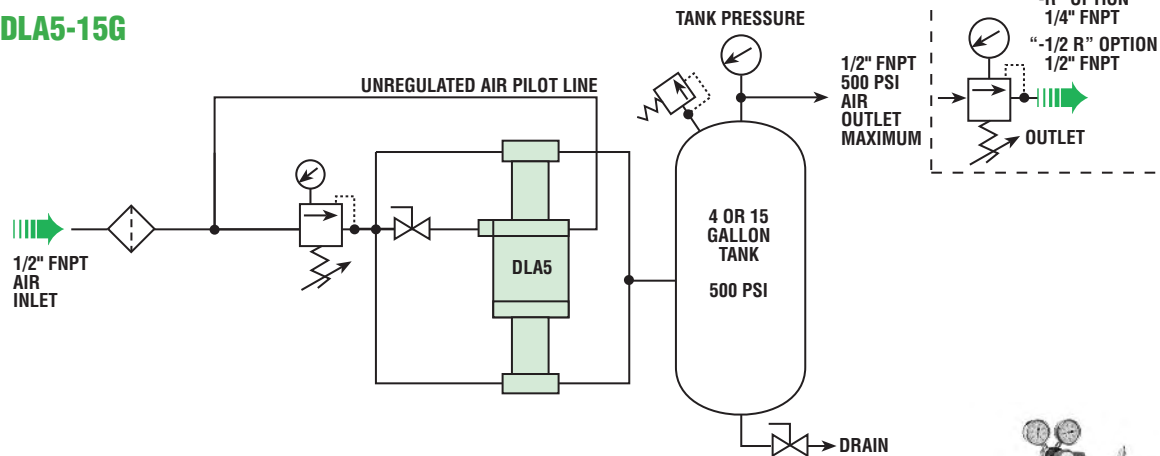 DLA5-15G
TANK PRESSURE
UNREGULATED AIR PILOT LINE
1/2" FNPT
AIR
INLET
DLA5
4 OR 15
GALLON
TANK
500 PSI
1/2" FNPT
500 PSI
AIR
OUTLET
MAXIMUM
DRAIN
"-R" OPTION
1/4" FNPT
“-1/2 R” OPTION
1/2" FNPT
OUTLET